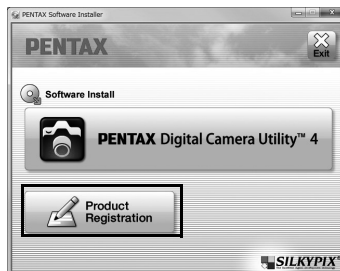 PENTAX Software Installer
PENTAX
Exit
Software Install
PENTAX Digital Camera Utility™ 4
Product
Registration
SILKYPIX®